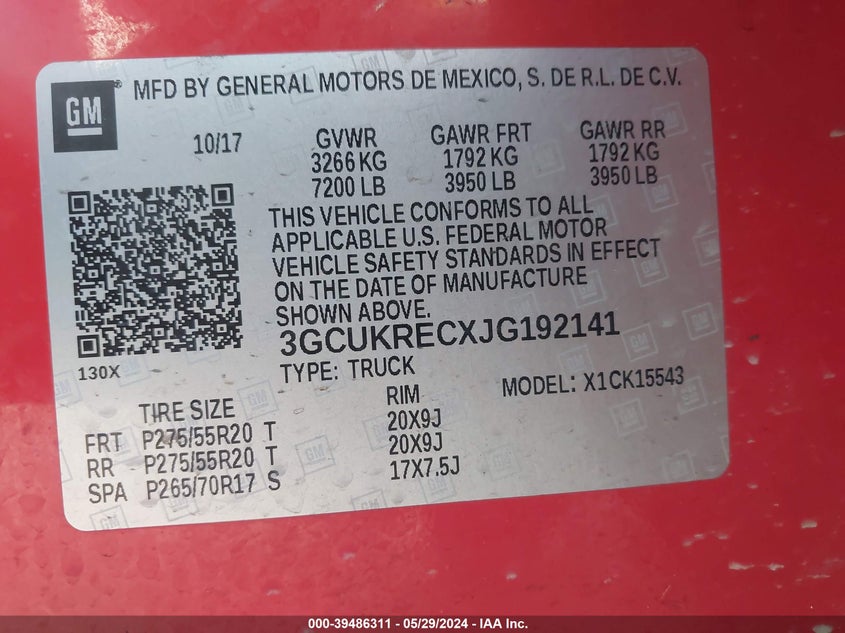 GM
MFD BY GENERAL MOTORS DE MEXICO, S. DE R.L. DE C.V.
10/17 GVWR GAWR FRT GAWR RR
3266 KG 1792 KG 1792 KG
7200 LB 3950 LB 3950 LB
THIS VEHICLE CONFORMS TO ALL
APPLICABLE U.S. FEDERAL MOTOR
VEHICLE SAFETY STANDARDS IN EFFECT
ON THE DATE OF MANUFACTURE
SHOWN ABOVE.
3GCUKRECXJG192141
130X
TYPE: TRUCK MODEL: X1CK15543
TIRE SIZE RIM
FRT P275/55R20 T 20X9J
RR P275/55R20 T 20X9J
SPA P265/70R17 S 17X7.5J
000-39486311 - 05/29/2024 - IAA Inc.